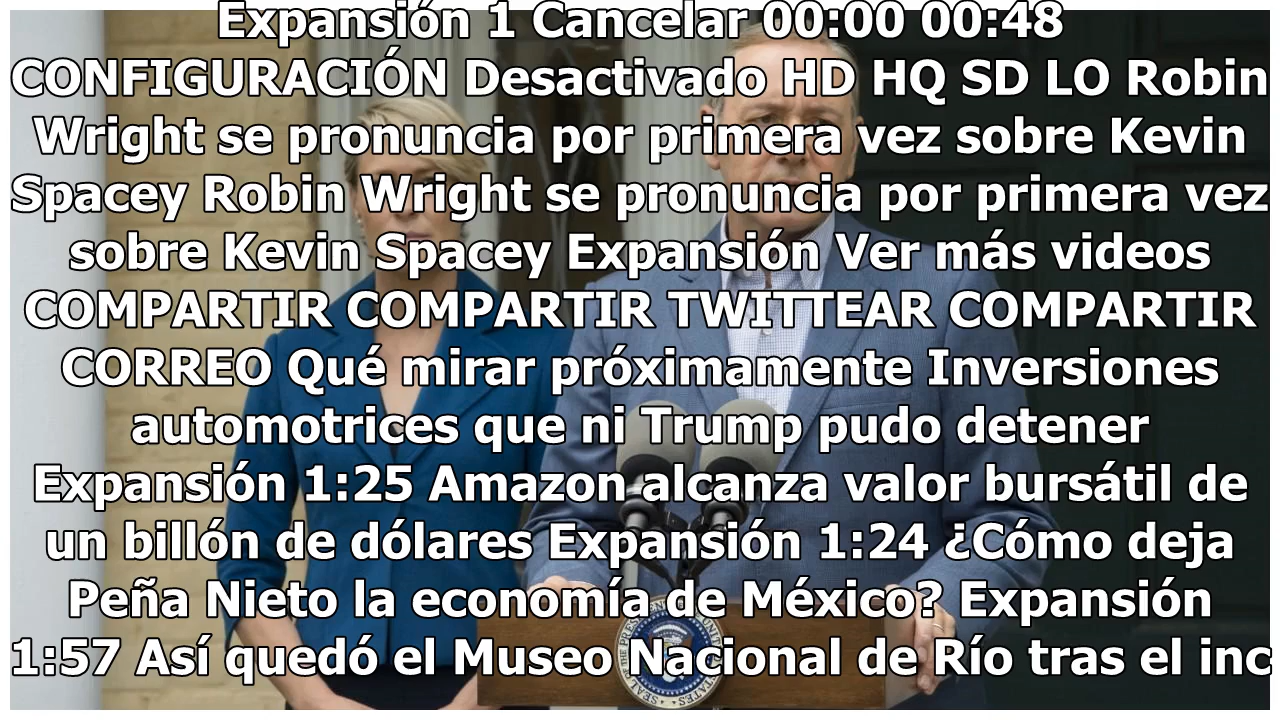 Expansión 1 Cancelar 00:00 00:48
CONFIGURACIÓN Desactivado HD HQ SD LO Robin
Wright se pronuncia por primera vez sobre Kevin
Spacey Robin Wright se pronuncia por primera vez
sobre Kevin Spacey Expansión Ver más videos
COMPARTIR COMPARTIR TWITTEAR COMPARTIR
CORREO Qué mirar próximamente Inversiones
automotrices que ni Trump pudo detener
Expansión 1:25 Amazon alcanza valor bursátil de
un billón de dólares Expansión 1:24 ¿Cómo deja
Peña Nieto la economía de México? Expansión
1:57 Así quedó el Museo Nacional de Río tras el inc
SEAL OF THE PRESIDENT